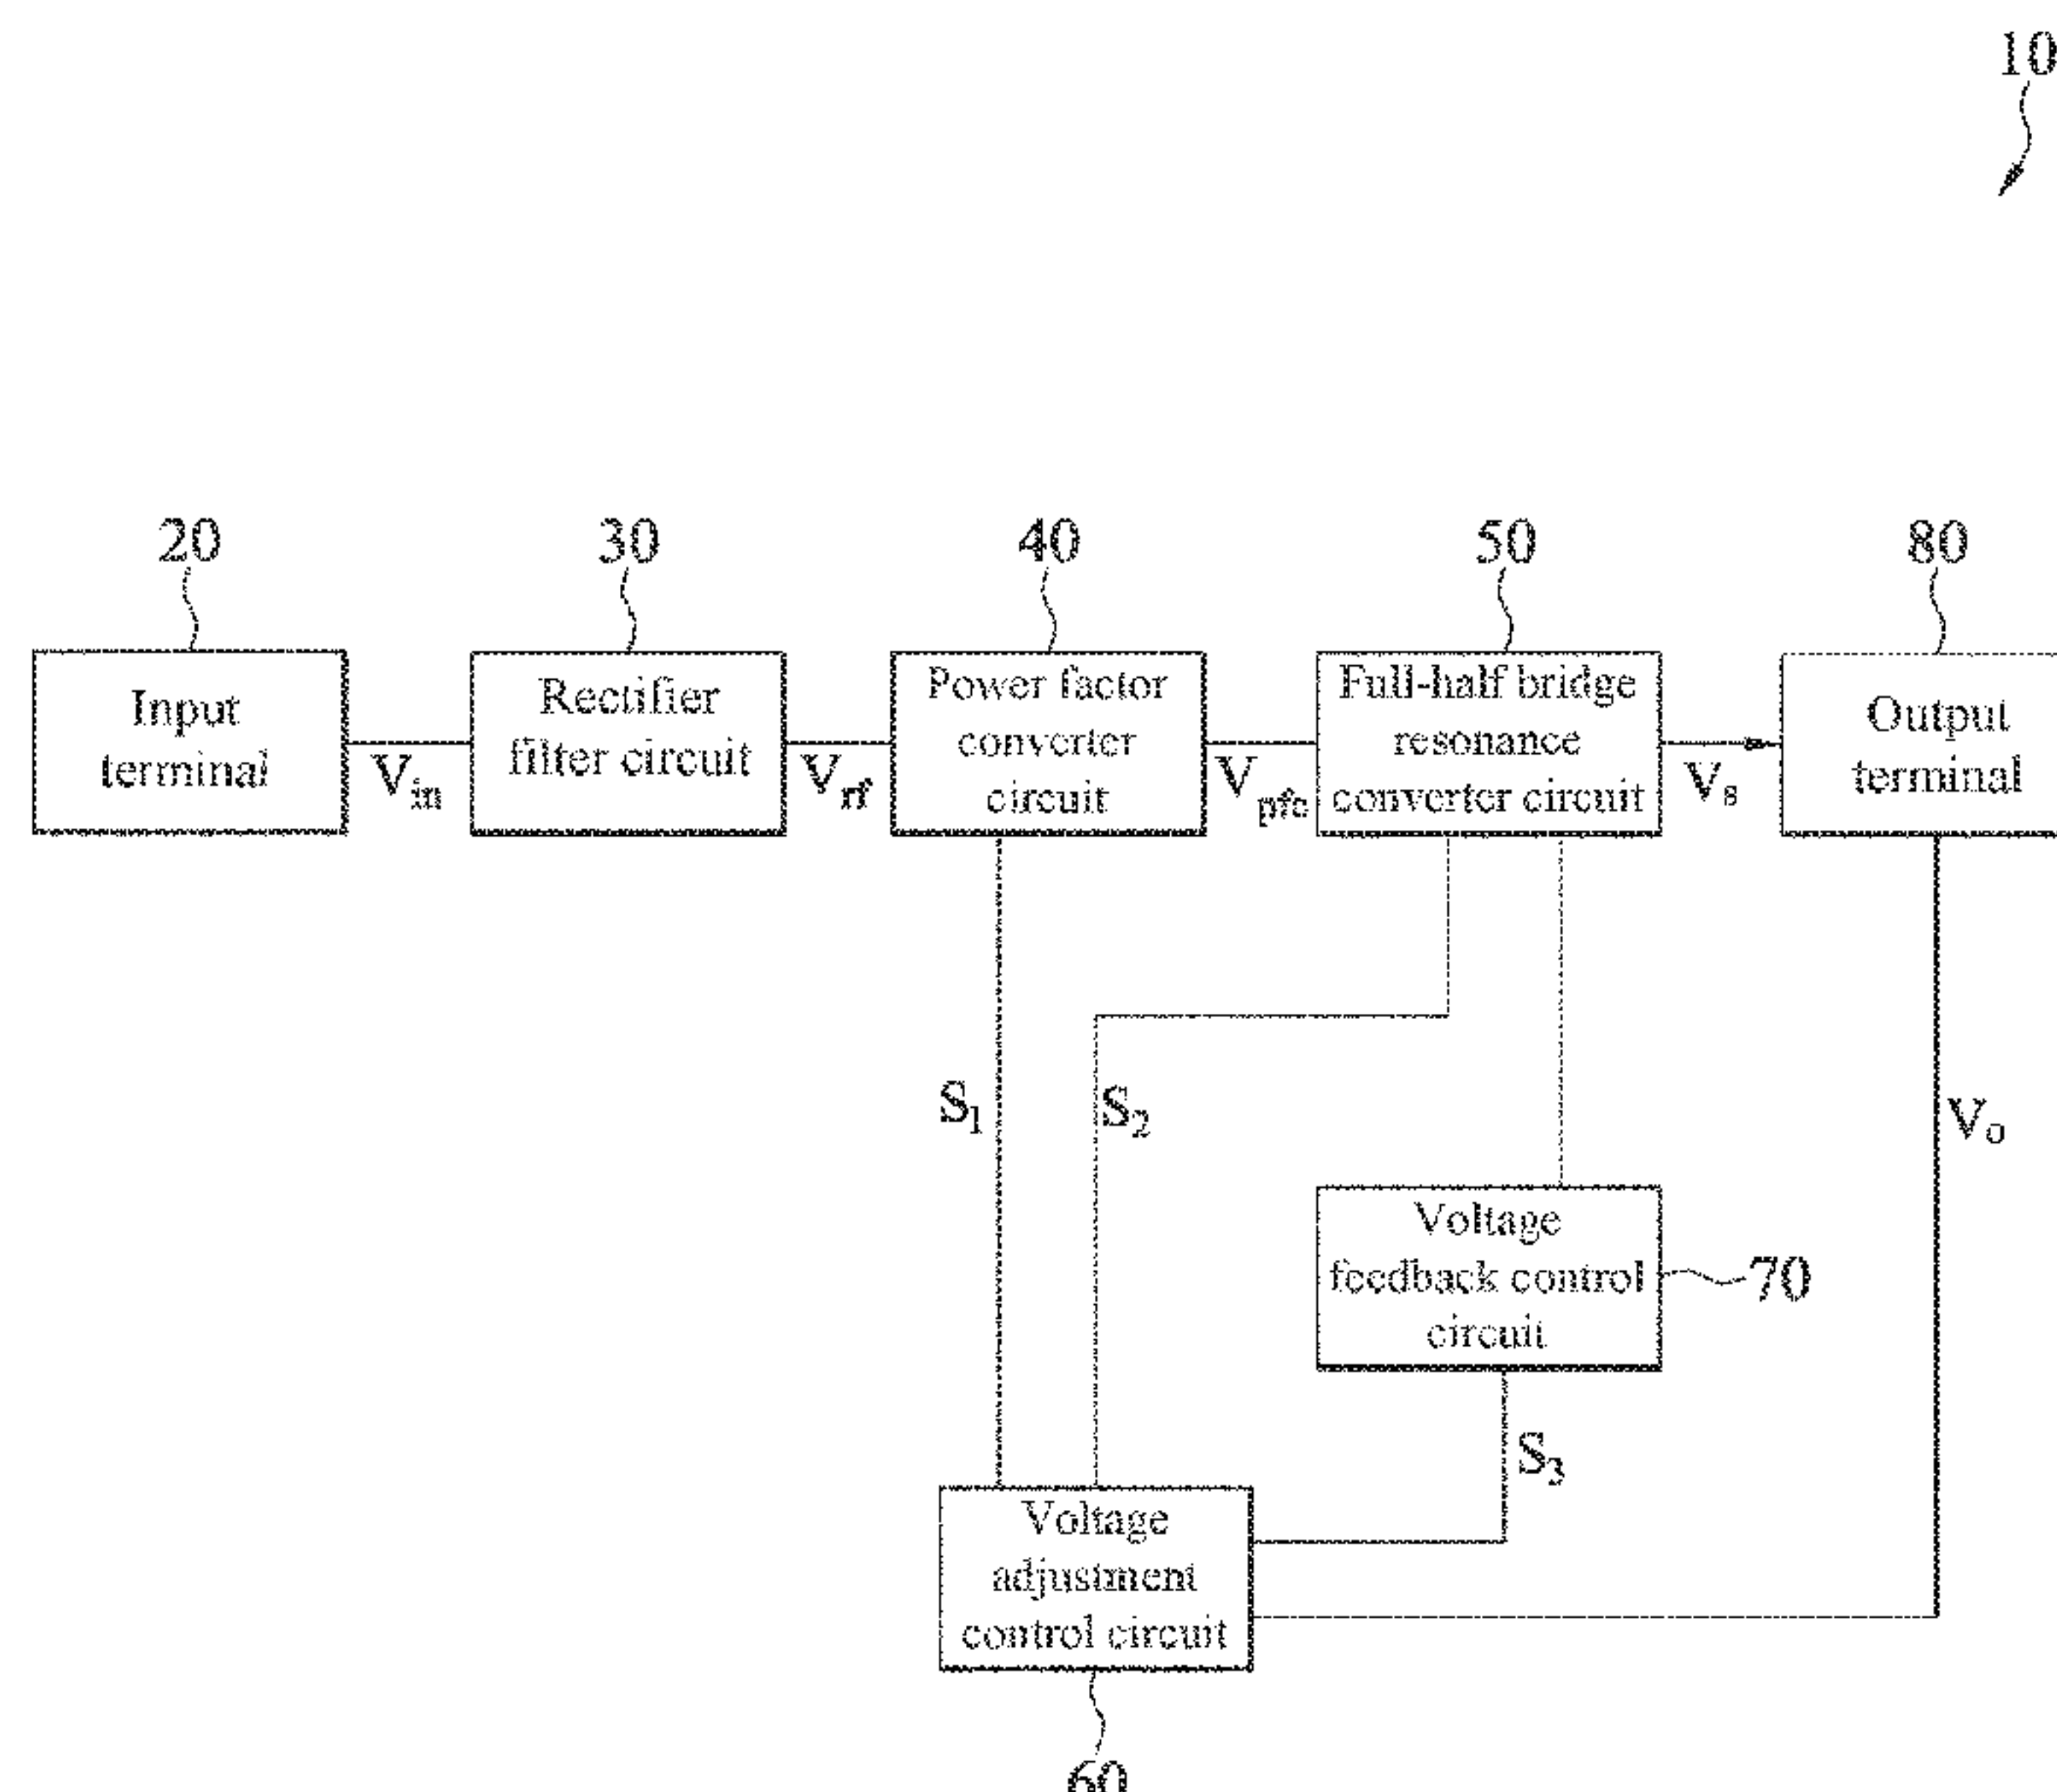 10
20
30
40
50
80
Input
terminal
Vin
Rectifier
filter circuit
Vrf
Power factor
converter
circuit
Vpfc
Full-half bridge
resonance
converter circuit
Vs
Output
terminal
S1
S2
Vo
Voltage
feedback control
circuit
70
S3
Voltage
adjustment
control circuit
60